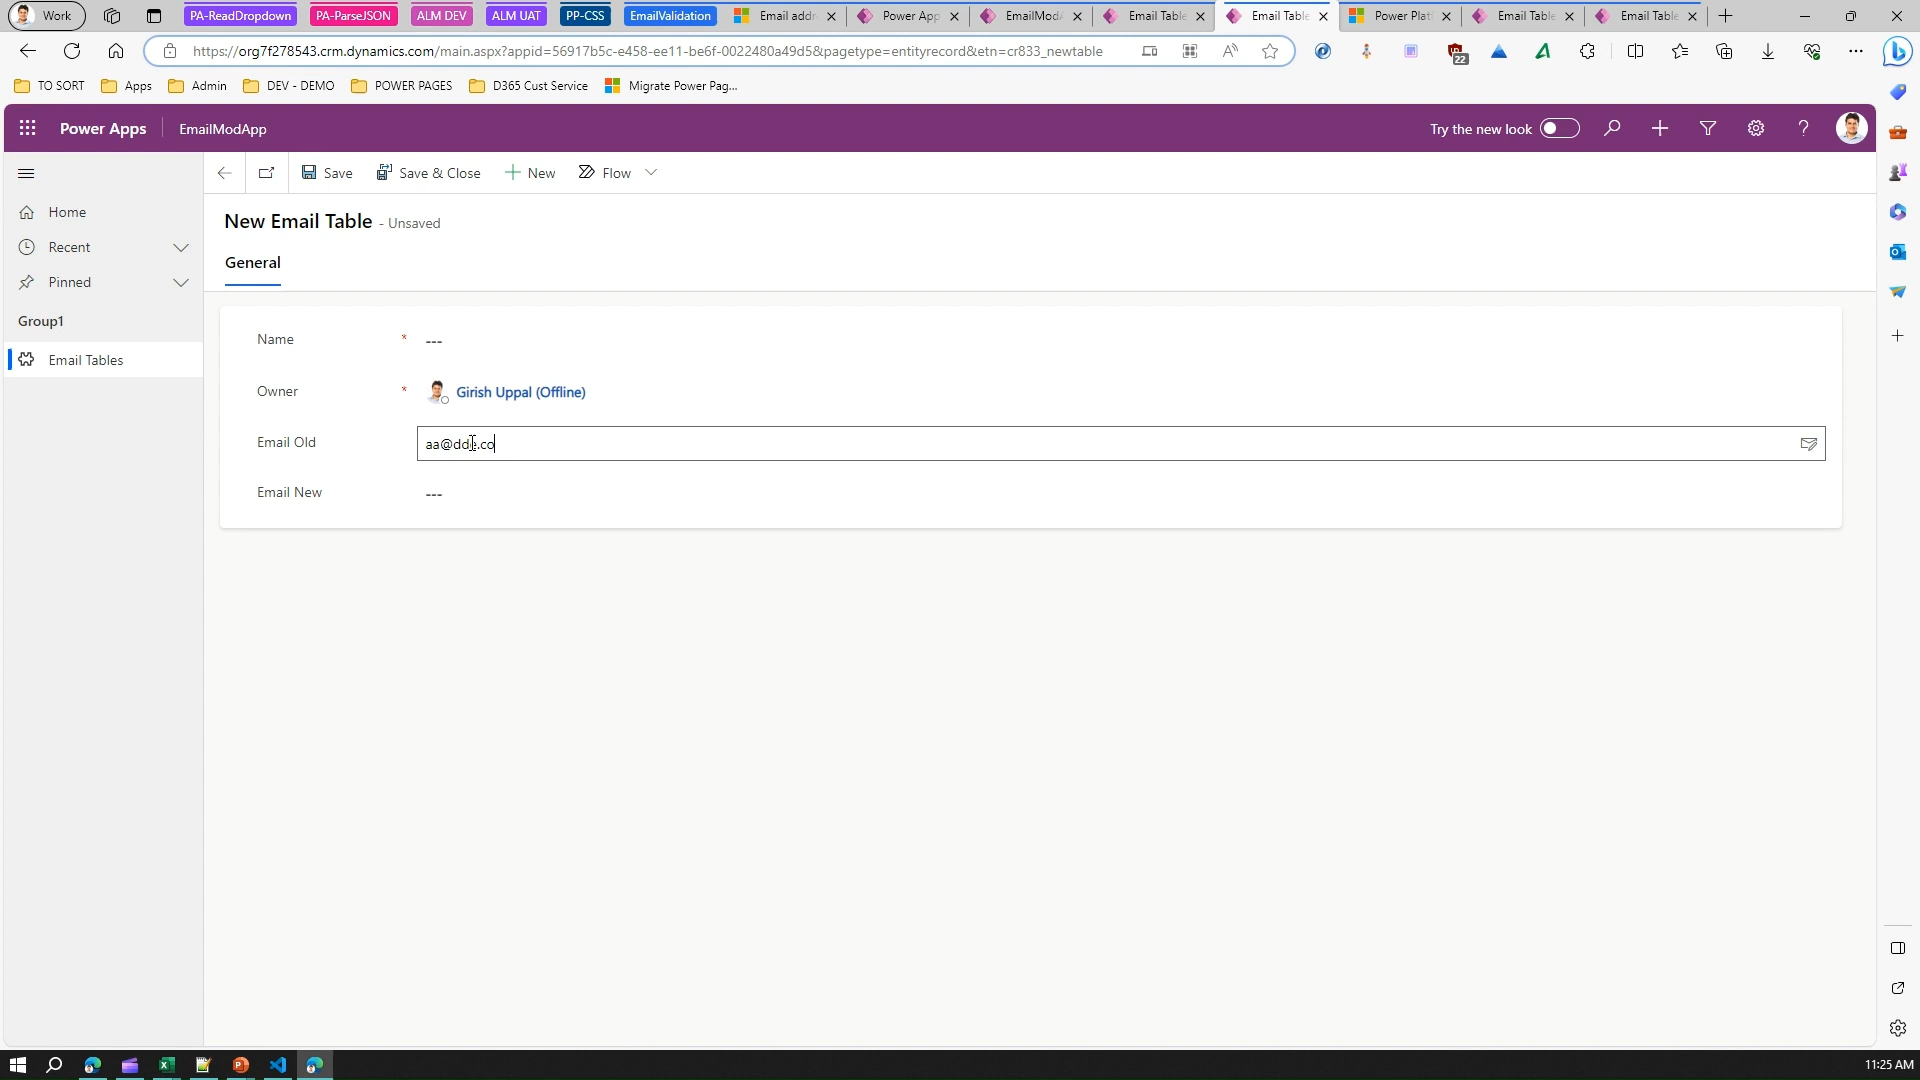 Work
PA-ReadDropdown
PA-ParseJSON
ALM DEV
ALM UAT
PP-CSS
EmailValidation
Email addr
Power App
EmailMod
Email Table
Email Table
Power Plat
Email Table
Email Table
https://org7f278543.crm.dynamics.com/main.aspx?appid=56917b5c-e458-ee11-be6f-0022480a49d5&pagetype=entityrecord&etn=cr833_newtable
22
TO SORT
Apps
Admin
DEV - DEMO
POWER PAGES
D365 Cust Service
Migrate Power Pag...
Power Apps
EmailModApp
Try the new look
Save
Save & Close
New
Flow
Home
Recent
Pinned
Group1
Email Tables
New Email Table - Unsaved
General
Name * ---
Owner * Girish Uppal (Offline)
Email Old aa@dde.co
Email New ---
11:25 AM